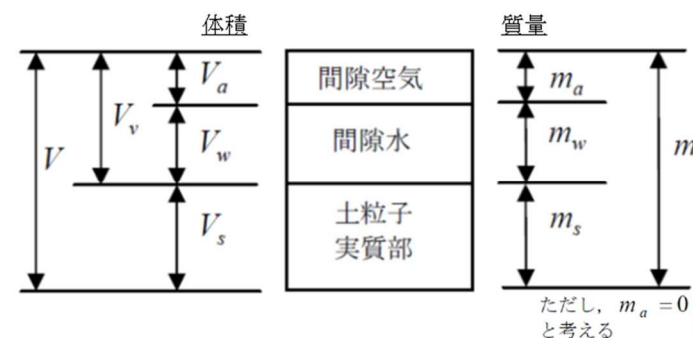 体積
質量
V
V_v
V_a
V_w
V_s
間隙空気
間隙水
土粒子
実質部
m_a
m_w
m_s
m
ただし, m_a = 0
と考える